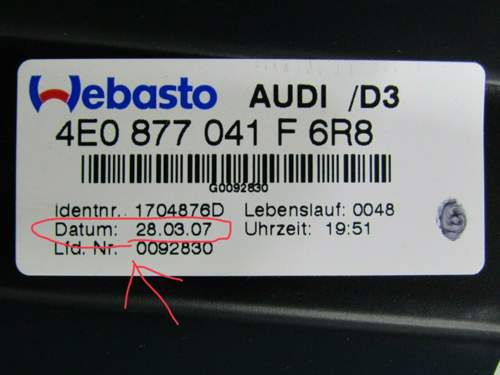 Webasto AUDI /D3
4E0 877 041 F 6R8
G0092830
Identnr. 1704876D Lebenslauf: 0048
Datum: 28.03.07 Uhrzeit: 19:51
Lfd. Nr. 0092830